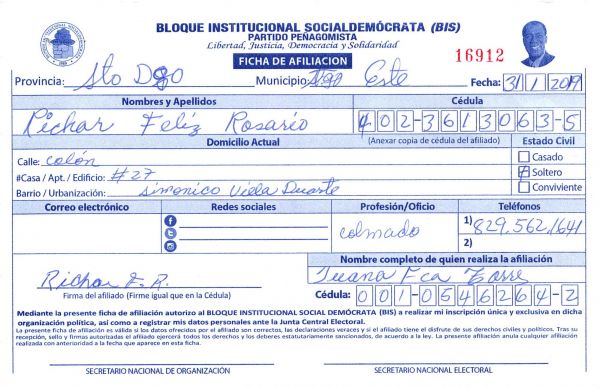 BLOQUE INSTITUCIONAL SOCIALDEMÓCRATA (BIS)
PARTIDO PEÑAGOMISTA
Libertad, Justicia, Democracia y Solidaridad
FICHA DE AFILIACION
16912
Provincia: Sto Dgo Municipio: Stgo Este Fecha: 31/1/2019
Nombres y Apellidos Cédula
Richar Feliz Rosario 402-3613063-5
Domicilio Actual (Anexar copia de cédula del afiliado) Estado Civil
Calle: colón Casado
#Casa / Apt. / Edificio: #27 Soltero
Barrio / Urbanización: Simonico Villa Duarte Conviviente
Correo electrónico Redes sociales Profesión/Oficio Teléfonos
colmado 1) 829.562.1641
2)
Nombre completo de quien realiza la afiliación
Richar F. R. Juana Fca Torre
Firma del afiliado (Firme igual que en la Cédula) Cédula: 001-0546264-2
Mediante la presente ficha de afiliación autorizo al BLOQUE INSTITUCIONAL SOCIAL DEMÓCRATA (BIS) a realizar mi inscripción única y exclusiva en dicha
organización política, así como a registrar mis datos personales ante la Junta Central Electoral.
La presente ficha de afiliación es válida si los datos ofrecidos por el afiliado son correctos, las declaraciones veraces y si el afiliado tiene el disfrute de sus derechos civiles y políticos. Tras su
recepción, sello y firmas autorizadas el afiliado ejercerá todos los derechos y los deberes estatutariamente sancionados, de acuerdo a la ley. La presente afiliación anula cualquier afiliación
realizada con anterioridad a la fecha que aparece en esta ficha.
SECRETARIO NACIONAL DE ORGANIZACIÓN SECRETARIO NACIONAL ELECTORAL